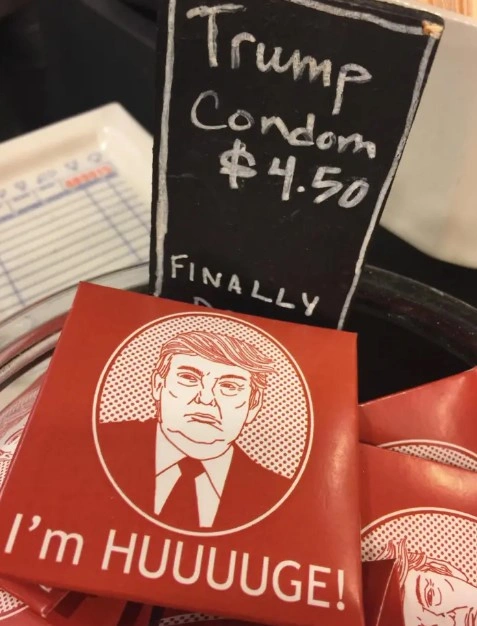 Trump
Condom
$4.50
FINALLY
I'm HUUUUGE!